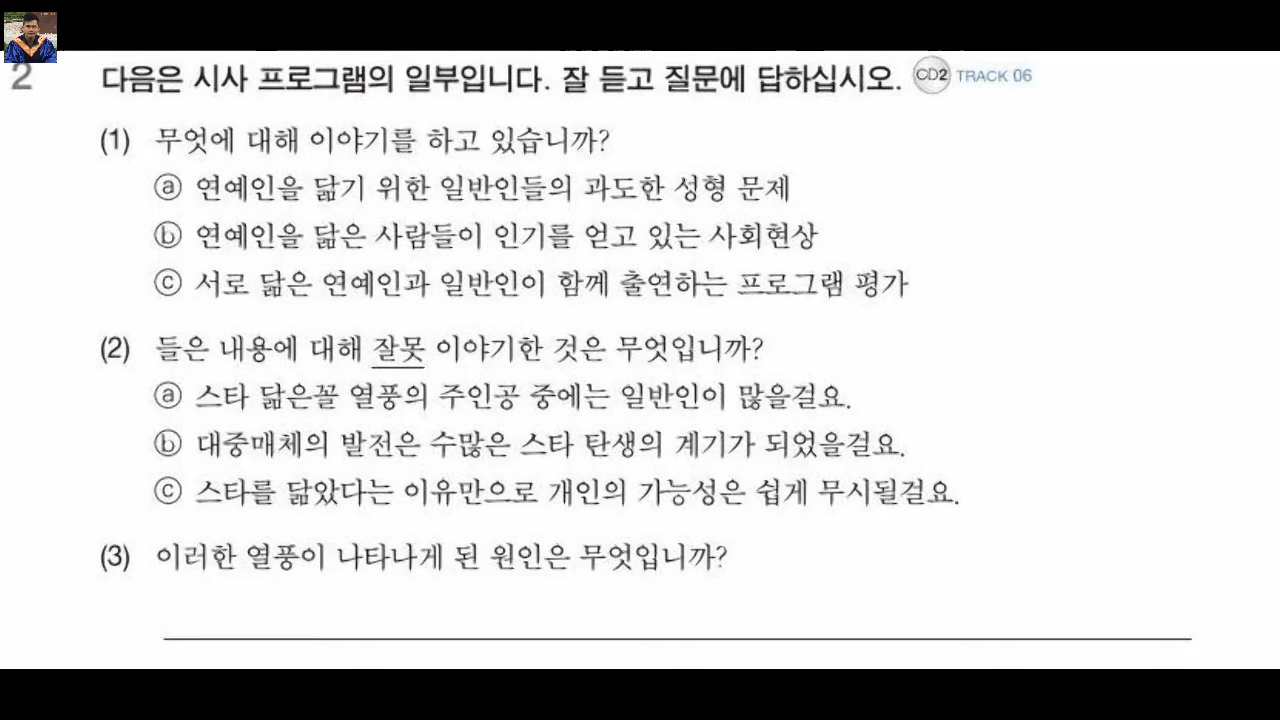 2 다음은 시사 프로그램의 일부입니다. 잘 듣고 질문에 답하십시오. CD2 TRACK 06
(1) 무엇에 대해 이야기를 하고 있습니까?
ⓐ 연예인을 닮기 위한 일반인들의 과도한 성형 문제
ⓑ 연예인을 닮은 사람들이 인기를 얻고 있는 사회현상
ⓒ 서로 닮은 연예인과 일반인이 함께 출연하는 프로그램 평가
(2) 들은 내용에 대해 잘못 이야기한 것은 무엇입니까?
ⓐ 스타 닮은꼴 열풍의 주인공 중에는 일반인이 많을걸요.
ⓑ 대중매체의 발전은 수많은 스타 탄생의 계기가 되었을걸요.
ⓒ 스타를 닮았다는 이유만으로 개인의 가능성은 쉽게 무시될걸요.
(3) 이러한 열풍이 나타나게 된 원인은 무엇입니까?